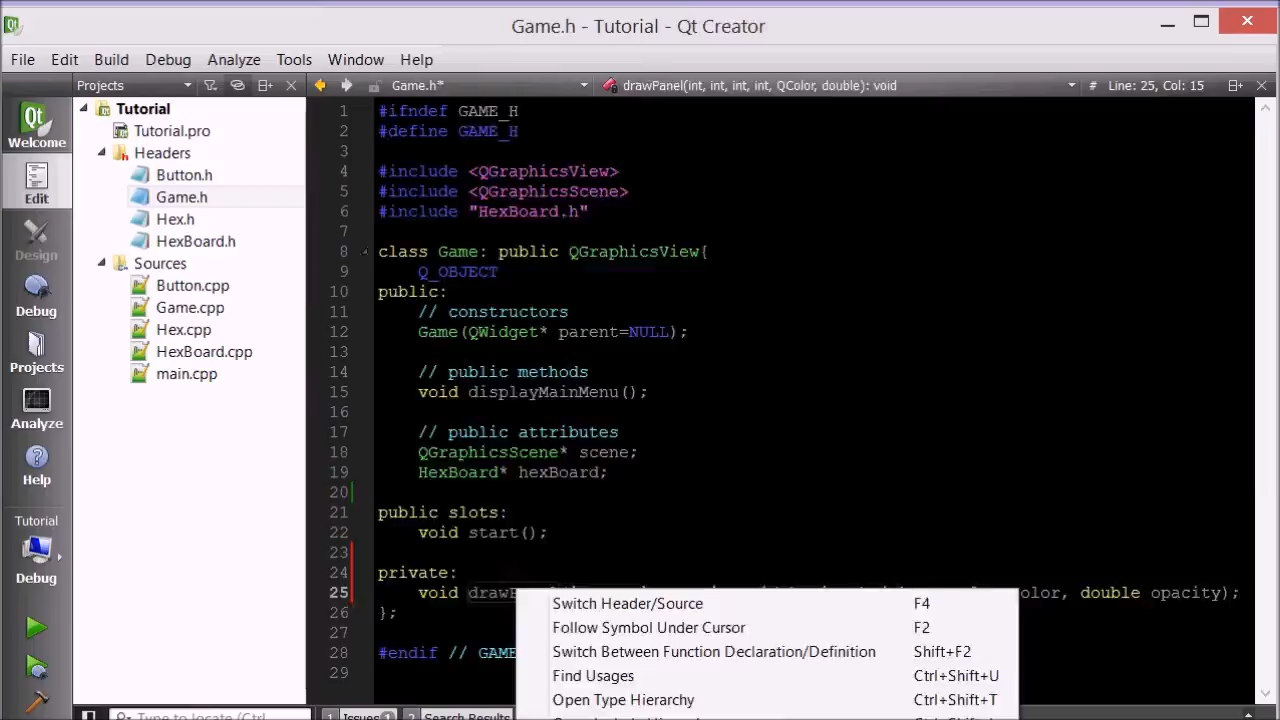 Game.h - Tutorial - Qt Creator
File Edit Build Debug Analyze Tools Window Help
Projects
Game.h*
drawPanel(int, int, int, int, QColor, double): void
# Line: 25, Col: 15
Welcome
Edit
Design
Debug
Projects
Analyze
Help
Tutorial
Debug
Tutorial
Tutorial.pro
Headers
Button.h
Game.h
Hex.h
HexBoard.h
Sources
Button.cpp
Game.cpp
Hex.cpp
HexBoard.cpp
main.cpp
1 #ifndef GAME_H
2 #define GAME_H
3
4 #include <QGraphicsView>
5 #include <QGraphicsScene>
6 #include "HexBoard.h"
7
8 class Game: public QGraphicsView{
9 Q_OBJECT
10 public:
11 // constructors
12 Game(QWidget* parent=NULL);
13
14 // public methods
15 void displayMainMenu();
16
17 // public attributes
18 QGraphicsScene* scene;
19 HexBoard* hexBoard;
20
21 public slots:
22 void start();
23
24 private:
25 void draw olor, double opacity);
26 };
27
28 #endif // GAME
29
Switch Header/Source F4
Follow Symbol Under Cursor F2
Switch Between Function Declaration/Definition Shift+F2
Find Usages Ctrl+Shift+U
Open Type Hierarchy Ctrl+Shift+T
Type to locate (Ctrl
1 Issues 1 2 Search Results